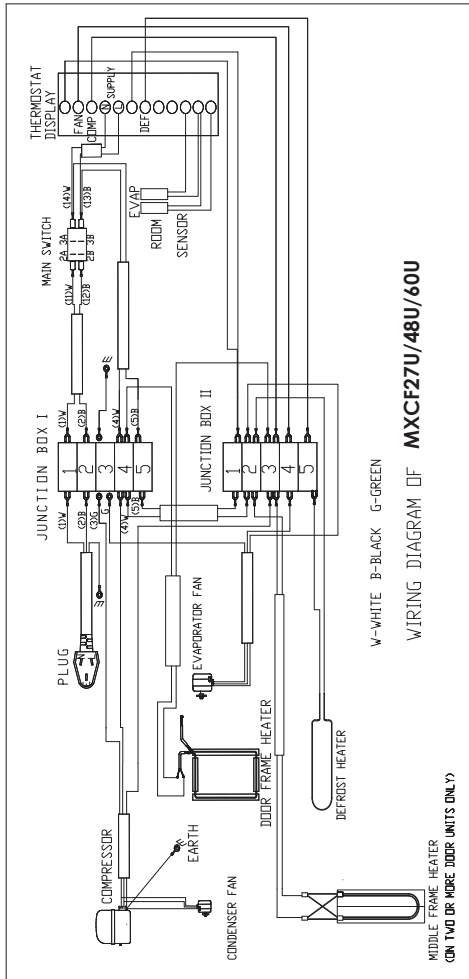 THERMOSTAT
DISPLAY
FAN
COMP
N
SUPPLY
L
DEF
(14)W
(13)B
MAIN SWITCH
2A 3A
2B 3B
(11)W
(12)B
EVAP
ROOM
SENSOR
JUNCTION BOX I
(1)W
(2)B
(4)W
(5)B
1
2
3
4
5
(1)W
(2)B
(3)G
G
(4)W
(5)B
JUNCTION BOX II
1
2
3
4
5
PLUG
N
EVAPORATOR FAN
DOOR FRAME HEATER
DEFROST HEATER
COMPRESSOR
EARTH
CONDENSER FAN
MIDDLE FRAME HEATER
(ON TWO OR MORE DOOR UNITS ONLY)
W-WHITE B-BLACK G-GREEN
WIRING DIAGRAM OF MXCF27U/48U/60U